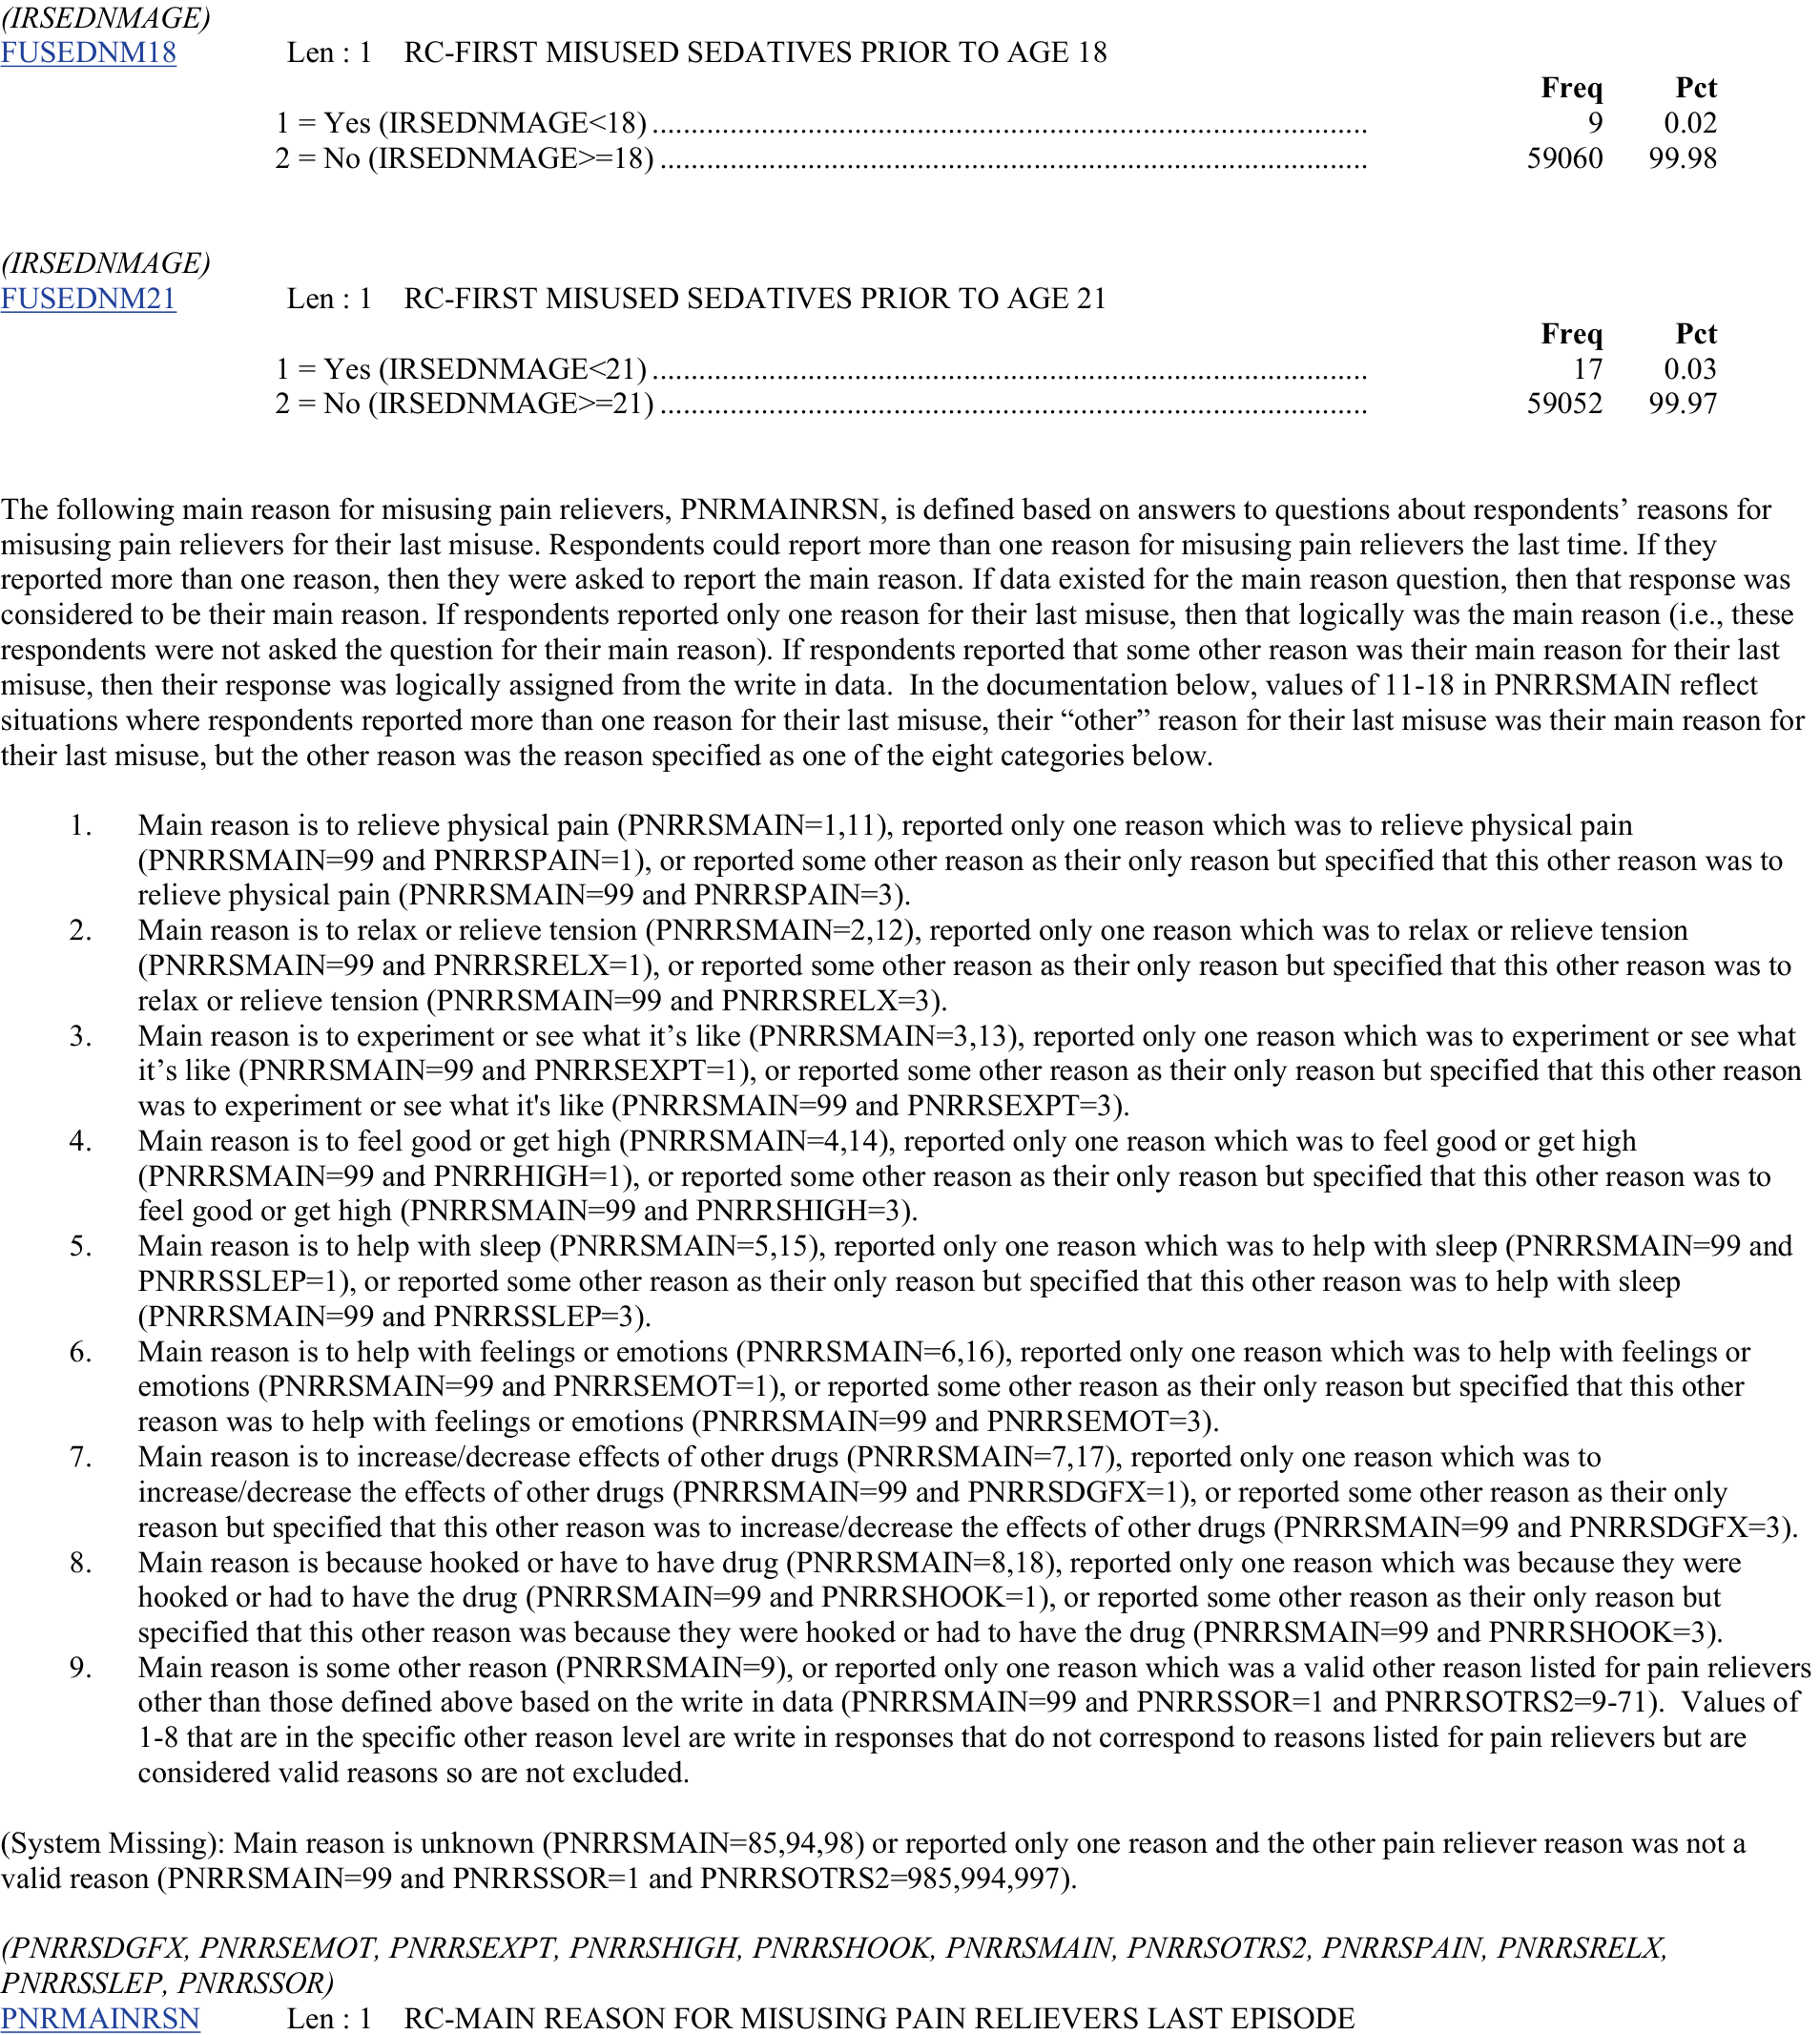 (IRSEDNMAGE)
FUSEDNM18 Len : 1 RC-FIRST MISUSED SEDATIVES PRIOR TO AGE 18
Freq Pct
1 = Yes (IRSEDNMAGE<18) ............................................................................................ 9 0.02
2 = No (IRSEDNMAGE>=18) ........................................................................................... 59060 99.98
(IRSEDNMAGE)
FUSEDNM21 Len : 1 RC-FIRST MISUSED SEDATIVES PRIOR TO AGE 21
Freq Pct
1 = Yes (IRSEDNMAGE<21) ............................................................................................ 17 0.03
2 = No (IRSEDNMAGE>=21) ........................................................................................... 59052 99.97
The following main reason for misusing pain relievers, PNRMAINRSN, is defined based on answers to questions about respondents’ reasons for
misusing pain relievers for their last misuse. Respondents could report more than one reason for misusing pain relievers the last time. If they
reported more than one reason, then they were asked to report the main reason. If data existed for the main reason question, then that response was
considered to be their main reason. If respondents reported only one reason for their last misuse, then that logically was the main reason (i.e., these
respondents were not asked the question for their main reason). If respondents reported that some other reason was their main reason for their last
misuse, then their response was logically assigned from the write in data. In the documentation below, values of 11-18 in PNRRSMAIN reflect
situations where respondents reported more than one reason for their last misuse, their “other” reason for their last misuse was their main reason for
their last misuse, but the other reason was the reason specified as one of the eight categories below.
1. Main reason is to relieve physical pain (PNRRSMAIN=1,11), reported only one reason which was to relieve physical pain
(PNRRSMAIN=99 and PNRRSPAIN=1), or reported some other reason as their only reason but specified that this other reason was to
relieve physical pain (PNRRSMAIN=99 and PNRRSPAIN=3).
2. Main reason is to relax or relieve tension (PNRRSMAIN=2,12), reported only one reason which was to relax or relieve tension
(PNRRSMAIN=99 and PNRRSRELX=1), or reported some other reason as their only reason but specified that this other reason was to
relax or relieve tension (PNRRSMAIN=99 and PNRRSRELX=3).
3. Main reason is to experiment or see what it’s like (PNRRSMAIN=3,13), reported only one reason which was to experiment or see what
it’s like (PNRRSMAIN=99 and PNRRSEXPT=1), or reported some other reason as their only reason but specified that this other reason
was to experiment or see what it's like (PNRRSMAIN=99 and PNRRSEXPT=3).
4. Main reason is to feel good or get high (PNRRSMAIN=4,14), reported only one reason which was to feel good or get high
(PNRRSMAIN=99 and PNRRHIGH=1), or reported some other reason as their only reason but specified that this other reason was to
feel good or get high (PNRRSMAIN=99 and PNRRSHIGH=3).
5. Main reason is to help with sleep (PNRRSMAIN=5,15), reported only one reason which was to help with sleep (PNRRSMAIN=99 and
PNRRSSLEP=1), or reported some other reason as their only reason but specified that this other reason was to help with sleep
(PNRRSMAIN=99 and PNRRSSLEP=3).
6. Main reason is to help with feelings or emotions (PNRRSMAIN=6,16), reported only one reason which was to help with feelings or
emotions (PNRRSMAIN=99 and PNRRSEMOT=1), or reported some other reason as their only reason but specified that this other
reason was to help with feelings or emotions (PNRRSMAIN=99 and PNRRSEMOT=3).
7. Main reason is to increase/decrease effects of other drugs (PNRRSMAIN=7,17), reported only one reason which was to
increase/decrease the effects of other drugs (PNRRSMAIN=99 and PNRRSDGFX=1), or reported some other reason as their only
reason but specified that this other reason was to increase/decrease the effects of other drugs (PNRRSMAIN=99 and PNRRSDGFX=3).
8. Main reason is because hooked or have to have drug (PNRRSMAIN=8,18), reported only one reason which was because they were
hooked or had to have the drug (PNRRSMAIN=99 and PNRRSHOOK=1), or reported some other reason as their only reason but
specified that this other reason was because they were hooked or had to have the drug (PNRRSMAIN=99 and PNRRSHOOK=3).
9. Main reason is some other reason (PNRRSMAIN=9), or reported only one reason which was a valid other reason listed for pain relievers
other than those defined above based on the write in data (PNRRSMAIN=99 and PNRRSSOR=1 and PNRRSOTRS2=9-71). Values of
1-8 that are in the specific other reason level are write in responses that do not correspond to reasons listed for pain relievers but are
considered valid reasons so are not excluded.
(System Missing): Main reason is unknown (PNRRSMAIN=85,94,98) or reported only one reason and the other pain reliever reason was not a
valid reason (PNRRSMAIN=99 and PNRRSSOR=1 and PNRRSOTRS2=985,994,997).
(PNRRSDGFX, PNRRSEMOT, PNRRSEXPT, PNRRSHIGH, PNRRSHOOK, PNRRSMAIN, PNRRSOTRS2, PNRRSPAIN, PNRRSRELX,
PNRRSSLEP, PNRRSSOR)
PNRMAINRSN Len : 1 RC-MAIN REASON FOR MISUSING PAIN RELIEVERS LAST EPISODE